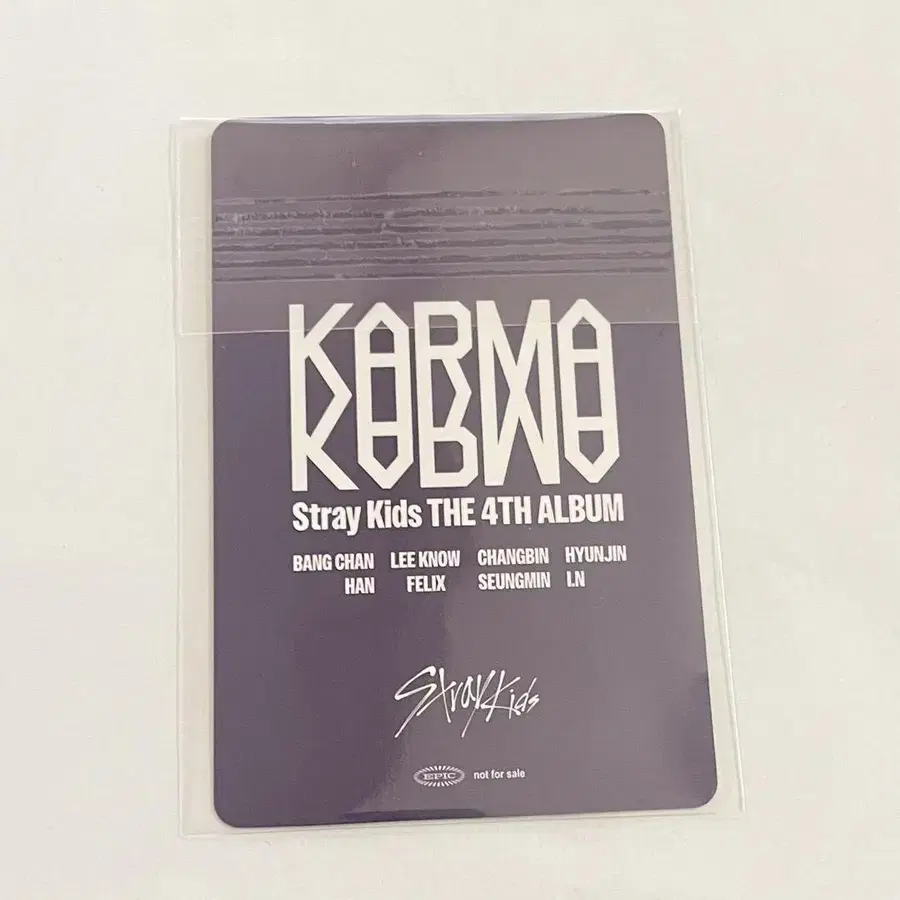 KARMA
Stray Kids THE 4TH ALBUM
BANG CHAN LEE KNOW CHANGBIN HYUNJIN
HAN FELIX SEUNGMIN I.N
Stray Kids
EPIC not for sale